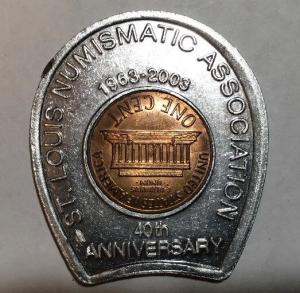 ST. LOUIS NUMISMATIC ASSOCIATION
1963-2003
ONE CENT
UNITED STATES OF AMERICA
40th
ANNIVERSARY